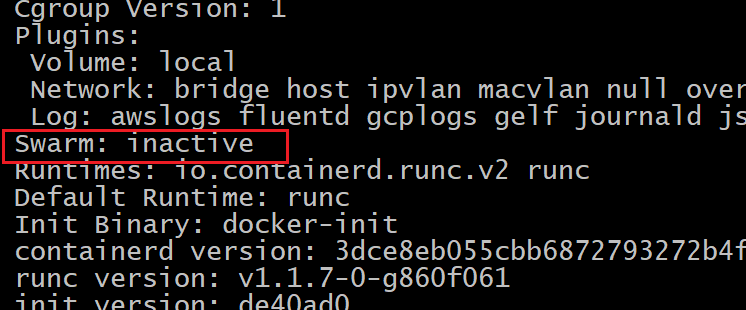 Cgroup Version: 1
Plugins:
Volume: local
Network: bridge host ipvlan macvlan null over
Log: awslogs fluentd gcplogs gelf journald js
Swarm: inactive
Runtimes: io.containerd.runc.v2 runc
Default Runtime: runc
Init Binary: docker-init
containerd version: 3dce8eb055cbb6872793272b4f
runc version: v1.1.7-0-g860f061
init version: de40ad0